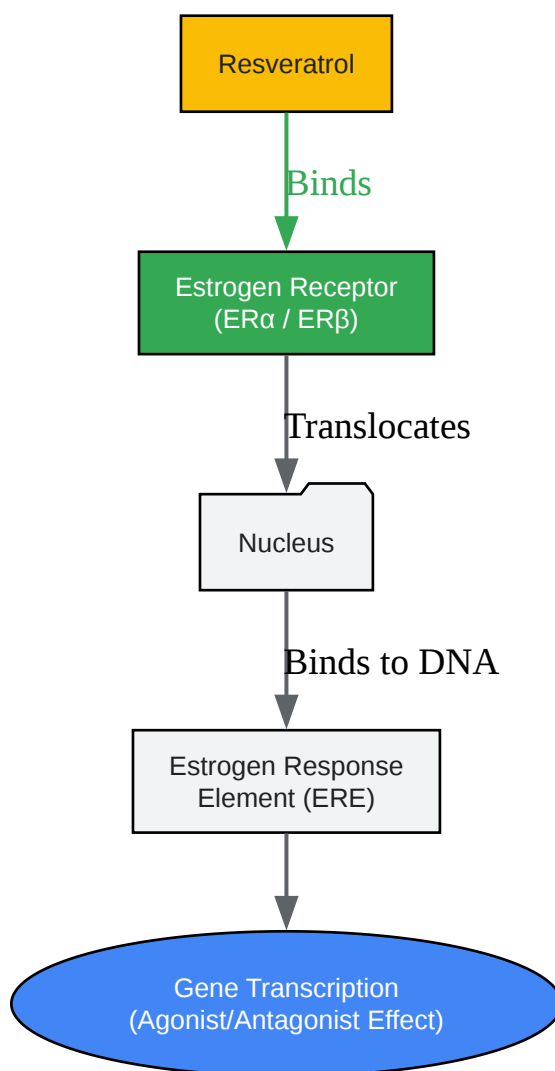 Resveratrol
Binds
Estrogen Receptor
(ERα / ERβ)
Translocates
Nucleus
Binds to DNA
Estrogen Response
Element (ERE)
Gene Transcription
(Agonist/Antagonist Effect)